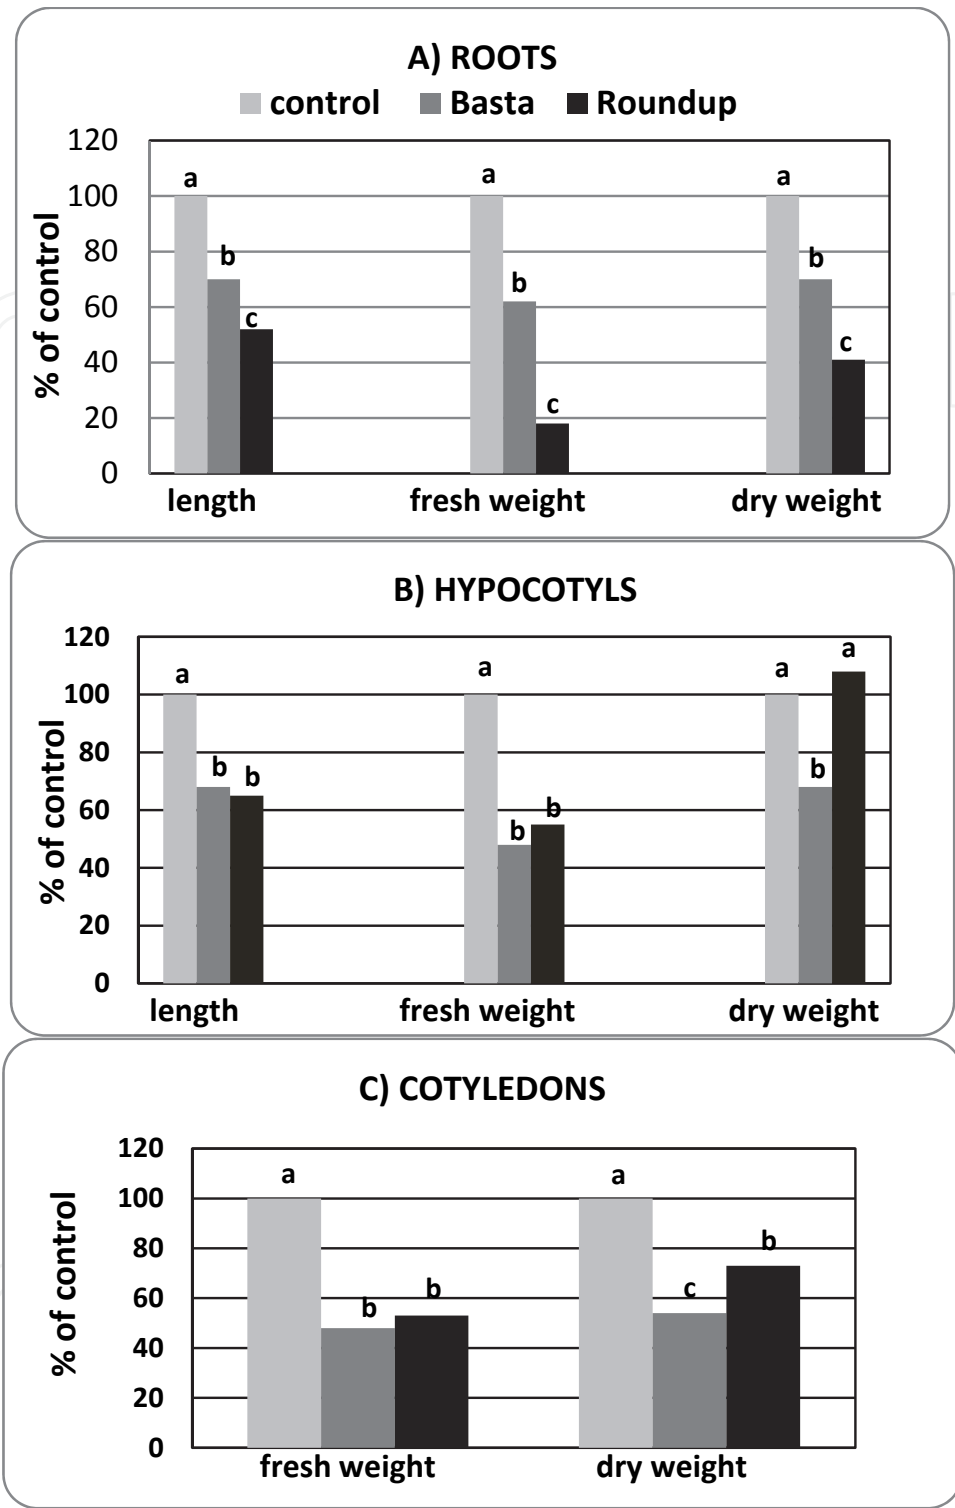 A) ROOTS
control Basta Roundup
% of control
120
100
80
60
40
20
0
a b c a b c a b c
length fresh weight dry weight
B) HYPOCOTYLS
% of control
120
100
80
60
40
20
0
a b b a b b a b a
length fresh weight dry weight
C) COTYLEDONS
% of control
120
100
80
60
40
20
0
a b b a c b
fresh weight dry weight